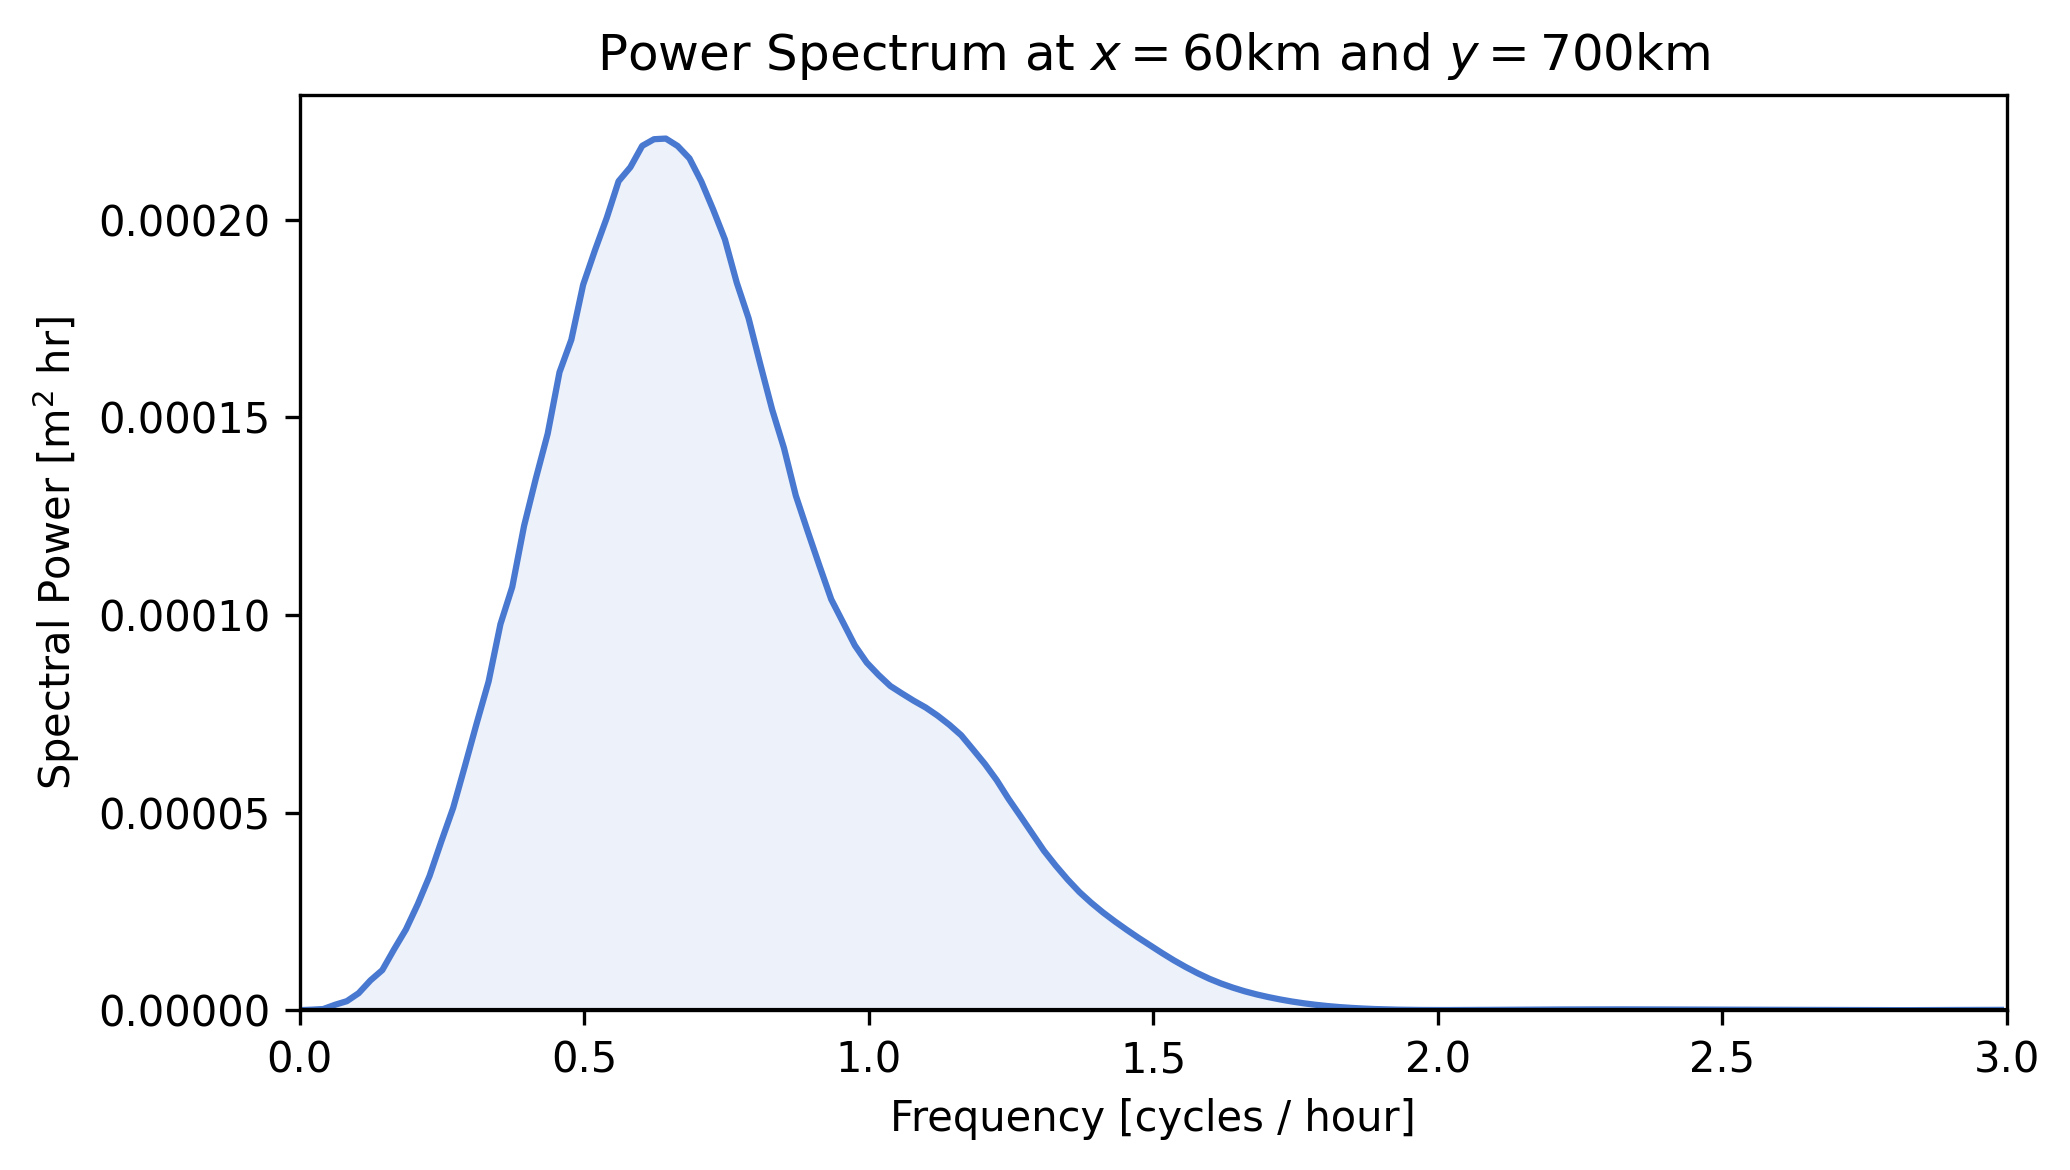 Power Spectrum at x = 60km and y = 700km
Spectral Power [m² hr]
0.00020
0.00015
0.00010
0.00005
0.00000
0.0 0.5 1.0 1.5 2.0 2.5 3.0
Frequency [cycles / hour]